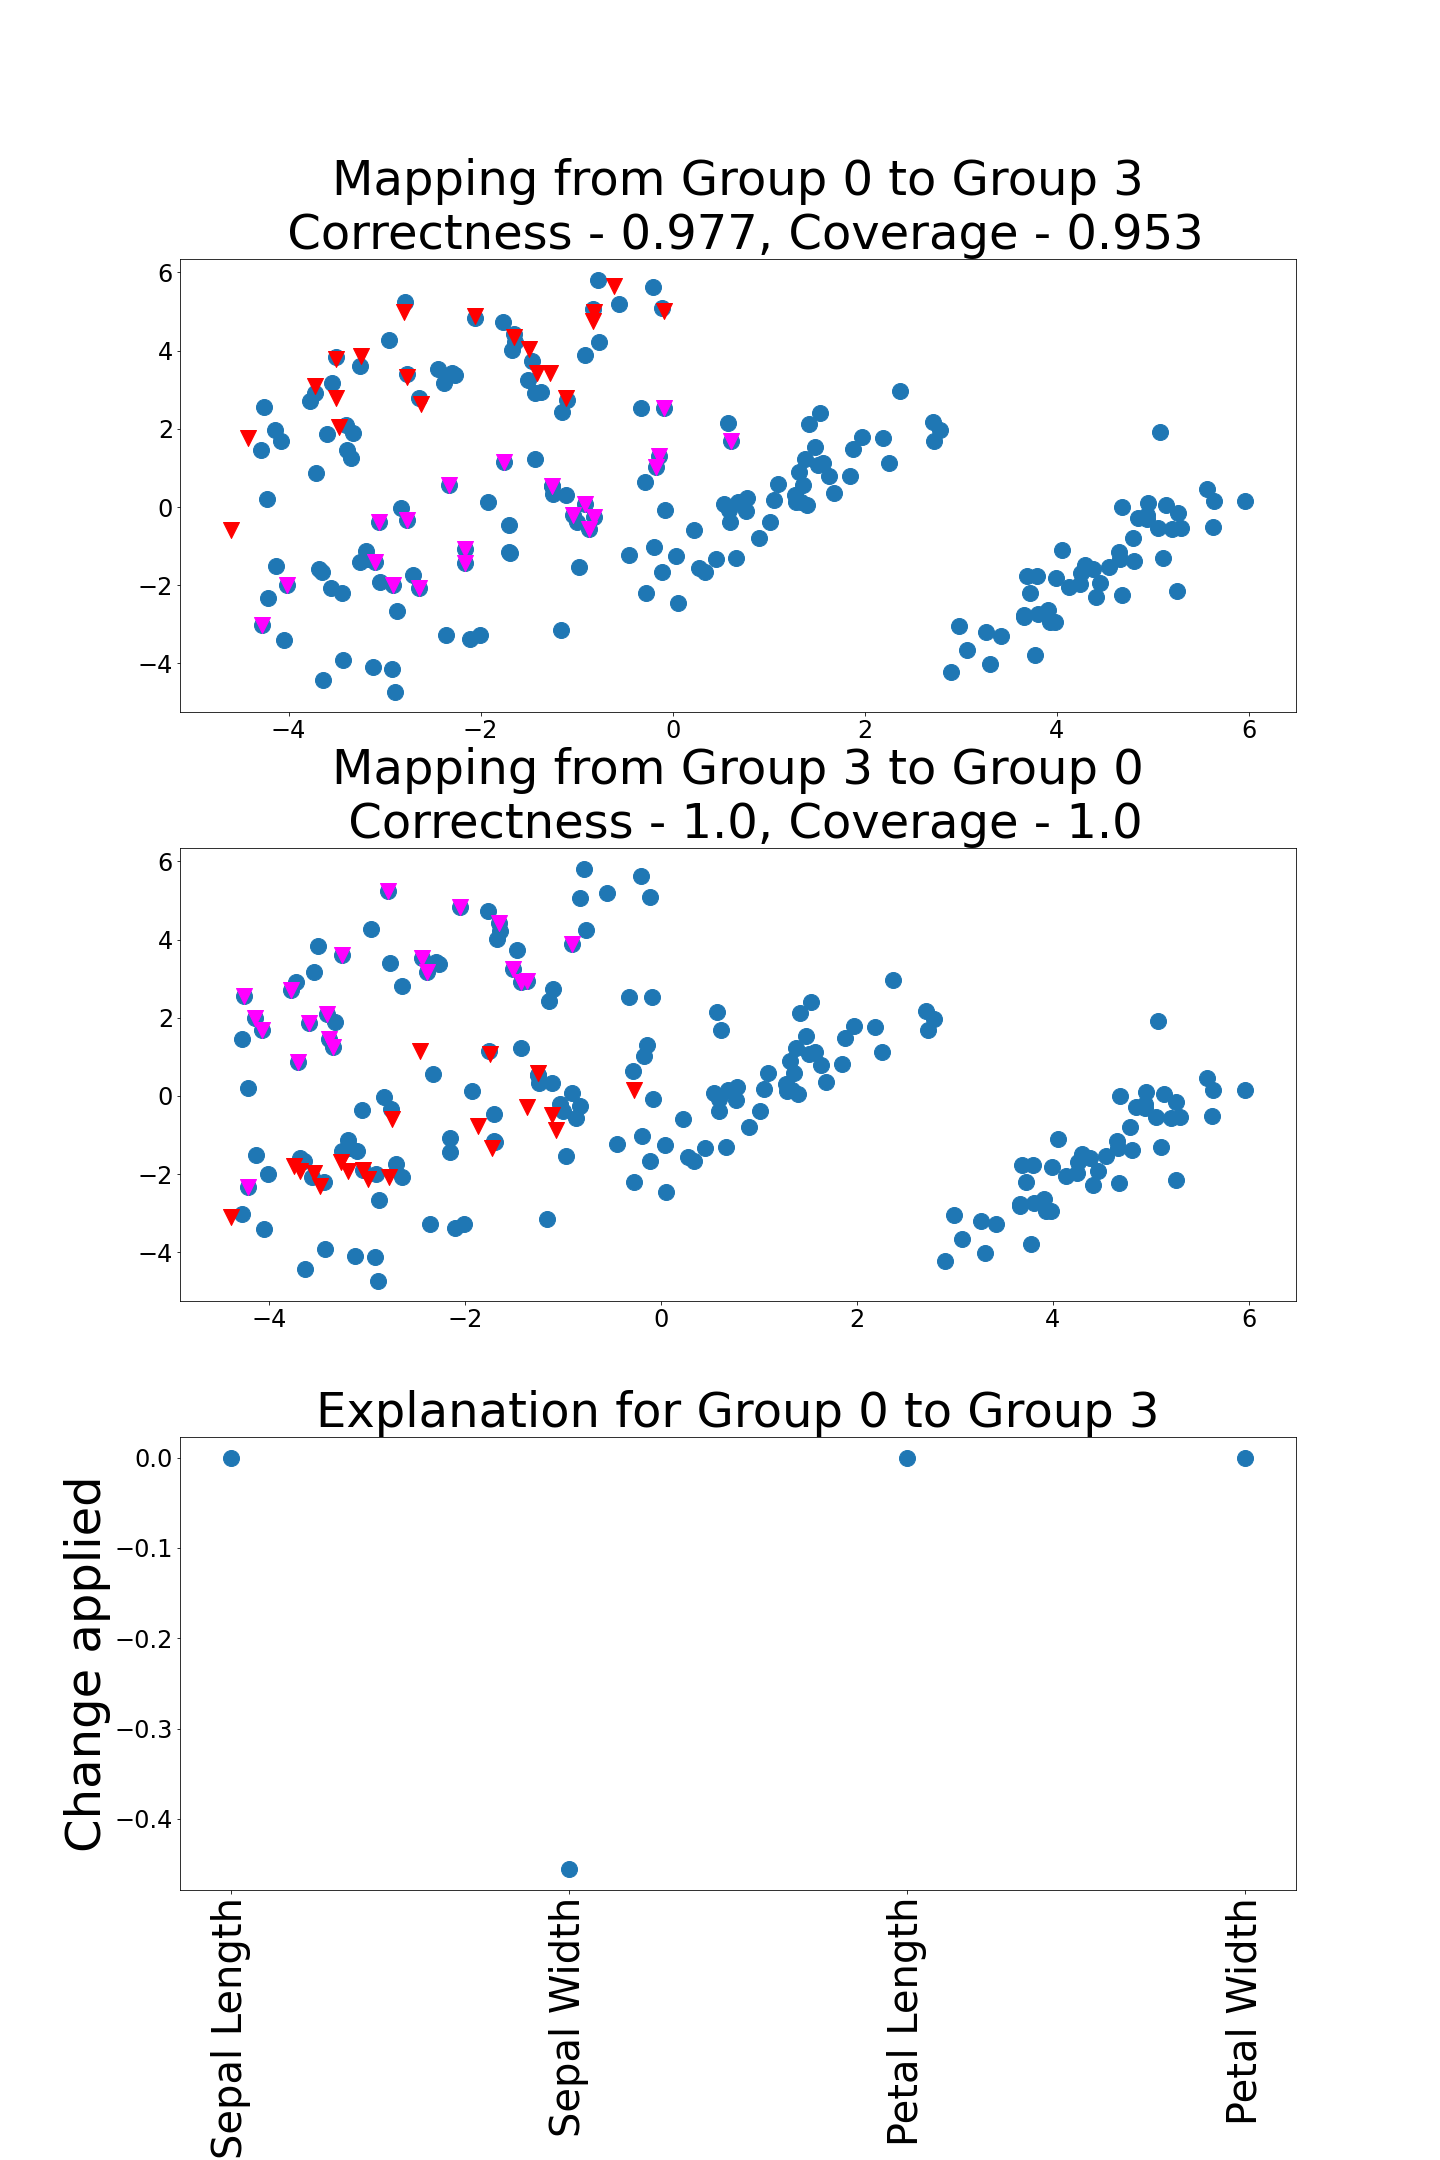 Mapping from Group 0 to Group 3
Correctness - 0.977, Coverage - 0.953
6
4
2
0
−2
−4
−4 −2 0 2 4 6
Mapping from Group 3 to Group 0
Correctness - 1.0, Coverage - 1.0
6
4
2
0
−2
−4
−4 −2 0 2 4 6
Explanation for Group 0 to Group 3
Change applied
0.0
−0.1
−0.2
−0.3
−0.4
Sepal Length
Sepal Width
Petal Length
Petal Width